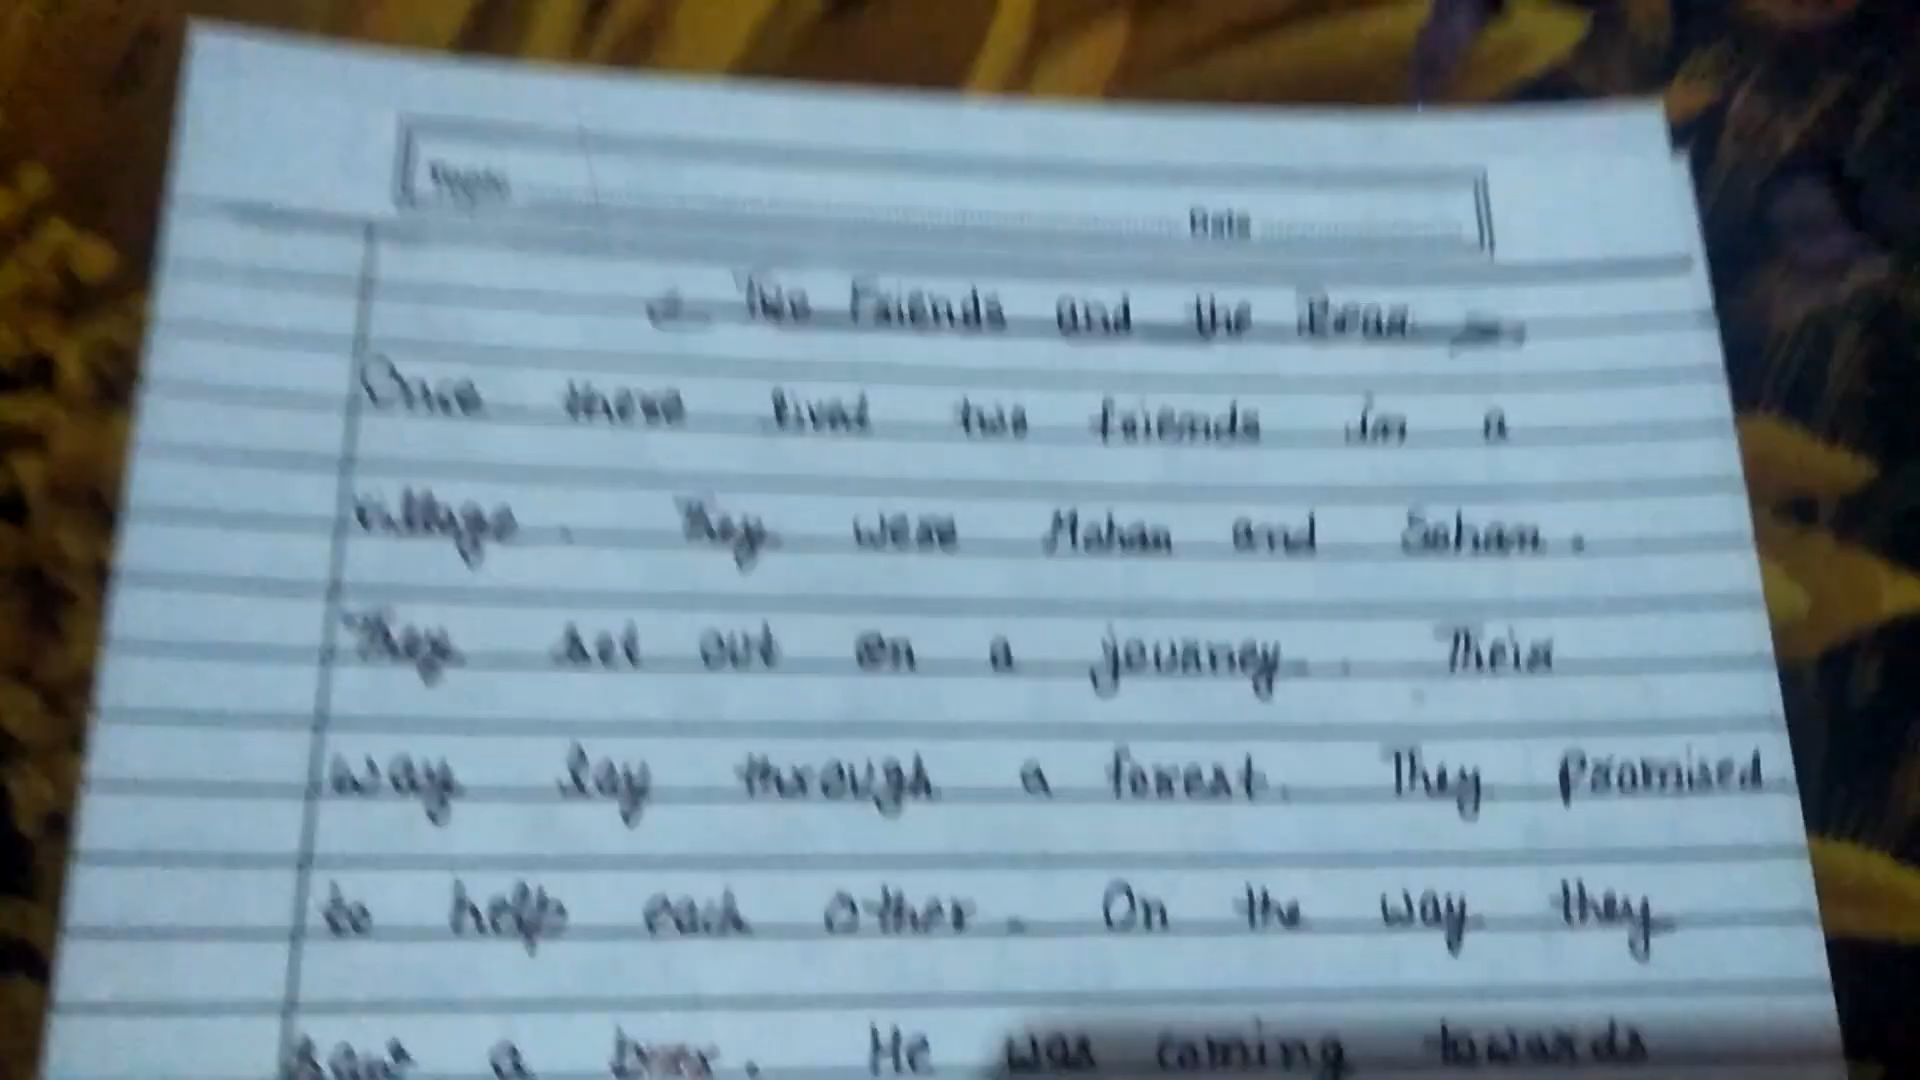 Topic
Date
Two Friends and the Bear
Once there lived two friends in a
village. They were Mohan and Sohan.
They set out on a journey. Their
way lay through a forest. They promised
to help each other. On the way they
saw a bear. He was coming towards